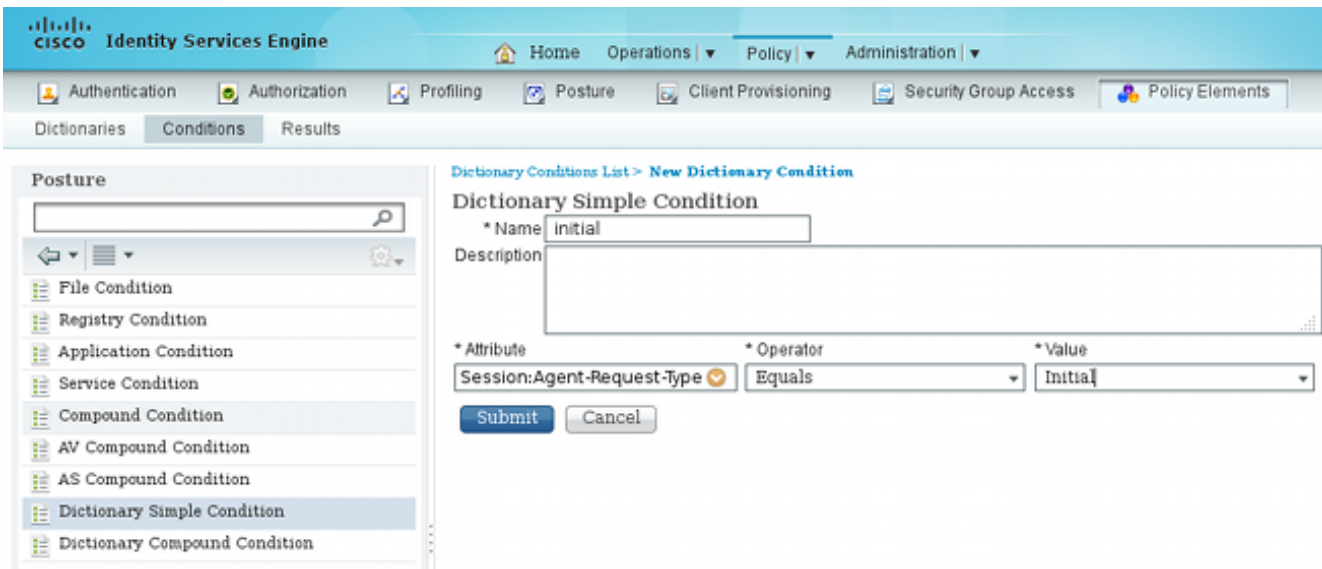 CISCO Identity Services Engine
Home Operations | Policy | Administration |
Authentication Authorization Profiling Posture Client Provisioning Security Group Access Policy Elements
Dictionaries Conditions Results
Posture
File Condition
Registry Condition
Application Condition
Service Condition
Compound Condition
AV Compound Condition
AS Compound Condition
Dictionary Simple Condition
Dictionary Compound Condition
Dictionary Conditions List > New Dictionary Condition
Dictionary Simple Condition
* Name initial
Description
* Attribute * Operator * Value
Session:Agent-Request-Type Equals Initial
Submit Cancel